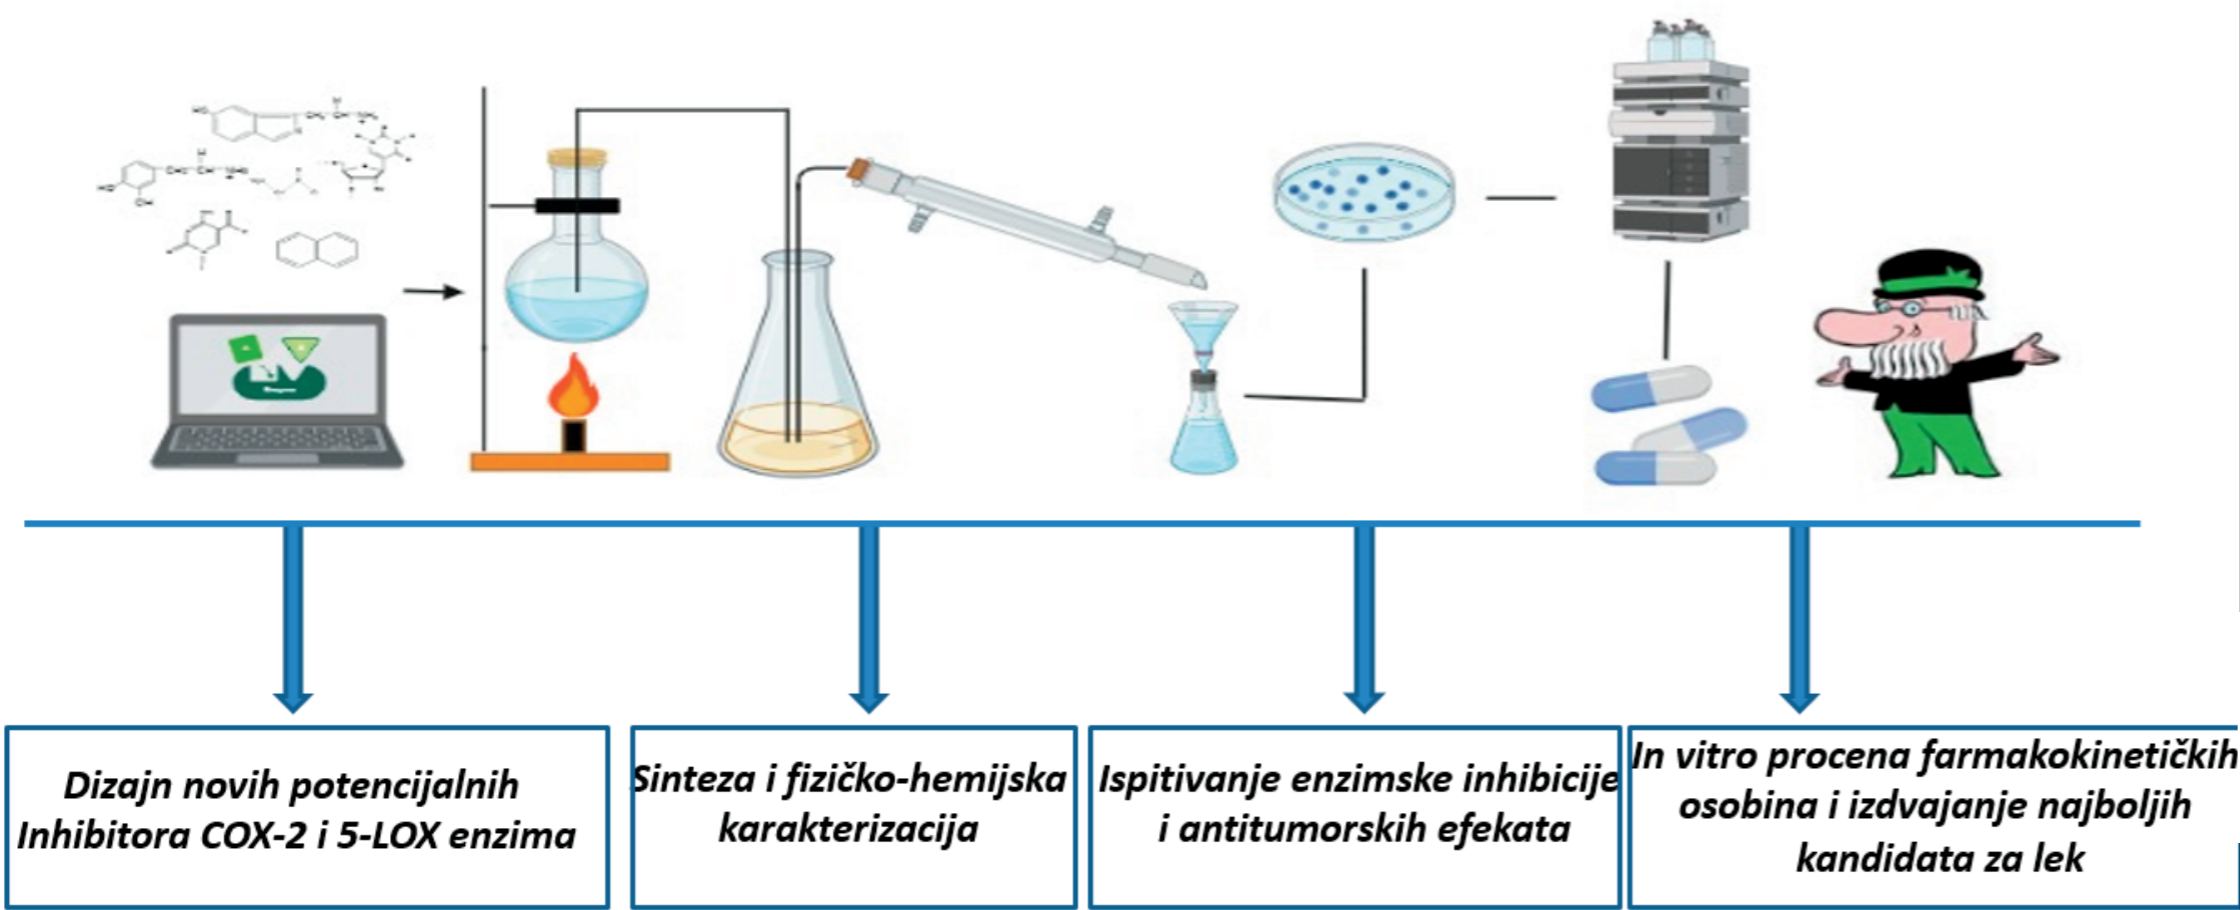 Dizajn novih potencijalnih
Inhibitora COX-2 i 5-LOX enzima
Sinteza i fizičko-hemijska
karakterizacija
Ispitivanje enzimske inhibicije
i antitumorskih efekata
In vitro procena farmakokinetičkih
osobina i izdvajanje najboljih
kandidata za lek